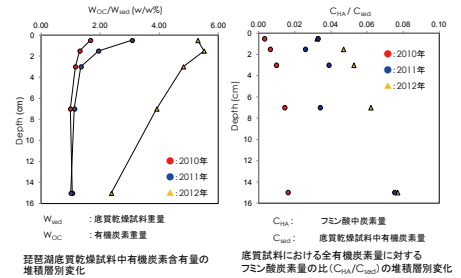 W_OC/W_sed (w/w%)
0.00 2.00 4.00 6.00
0
2
4
6
8
10
12
14
16
Depth (cm)
:2010年
:2011年
:2012年
W_sed :底質乾燥試料重量
W_OC :有機炭素重量
琵琶湖底質乾燥試料中有機炭素含有量の
堆積層別変化
C_HA / C_sed
0.00 0.02 0.04 0.06 0.08 0.10
0
2
4
6
8
10
12
14
16
Depth (cm)
:2010年
:2011年
:2012年
C_HA: フミン酸中炭素量
C_sed :底質乾燥試料中有機炭素量
底質試料における全有機炭素量に対する
フミン酸炭素量の比(C_HA/C_sed)の堆積層別変化